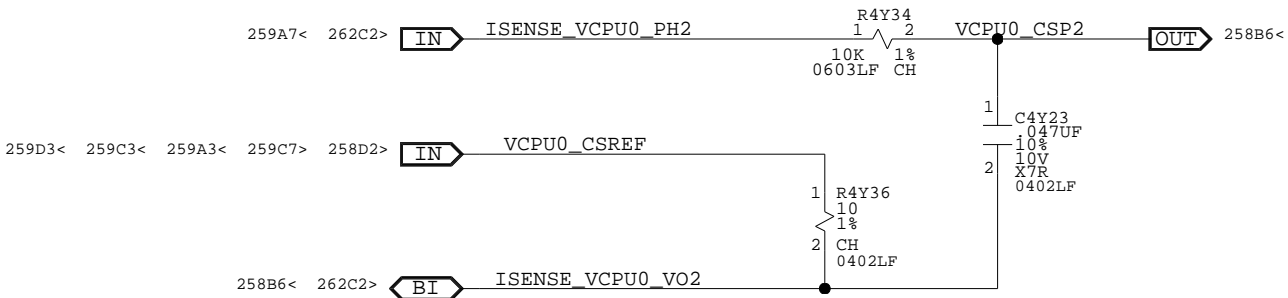 R4Y34
259A7< 262C2> IN ISENSE_VCPU0_PH2 1 2 VCPU0_CSP2 OUT 258B6<
10K 1%
0603LF CH
1 C4Y23
.047UF
259D3< 259C3< 259A3< 259C7> 258D2> IN VCPU0_CSREF 10%
10V
2 X7R
0402LF
1 R4Y36
10
1%
2 CH
0402LF
258B6< 262C2> BI ISENSE_VCPU0_VO2